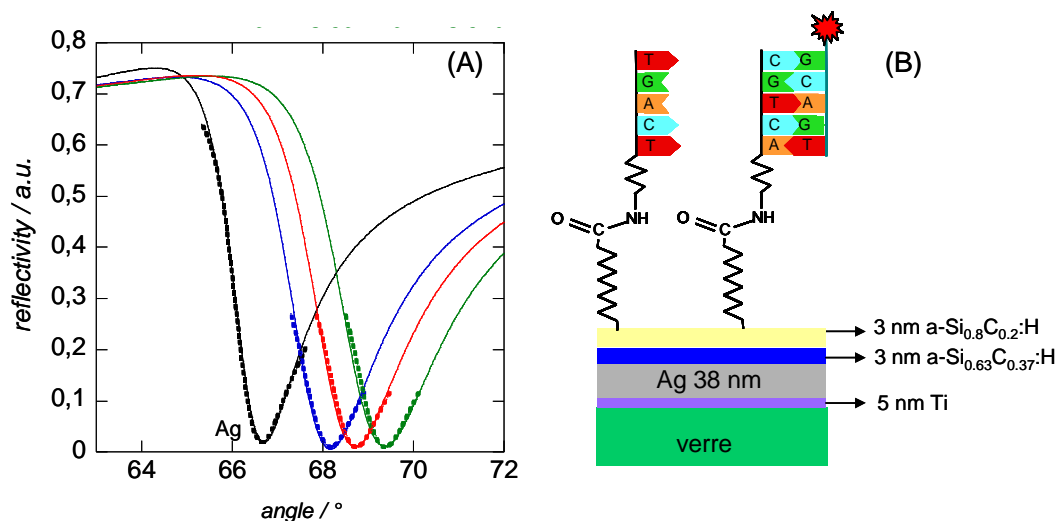 (A)
0,8
0,7
0,6
0,5
0,4
0,3
0,2
0,1
0
reflectivity / a.u.
Ag
64 66 68 70 72
angle / °
(B)
T
G
A
C
T
C G
G C
T A
C G
A T
O C NH
O C NH
3 nm a-Si0.8C0.2:H
3 nm a-Si0.63C0.37:H
Ag 38 nm
5 nm Ti
verre